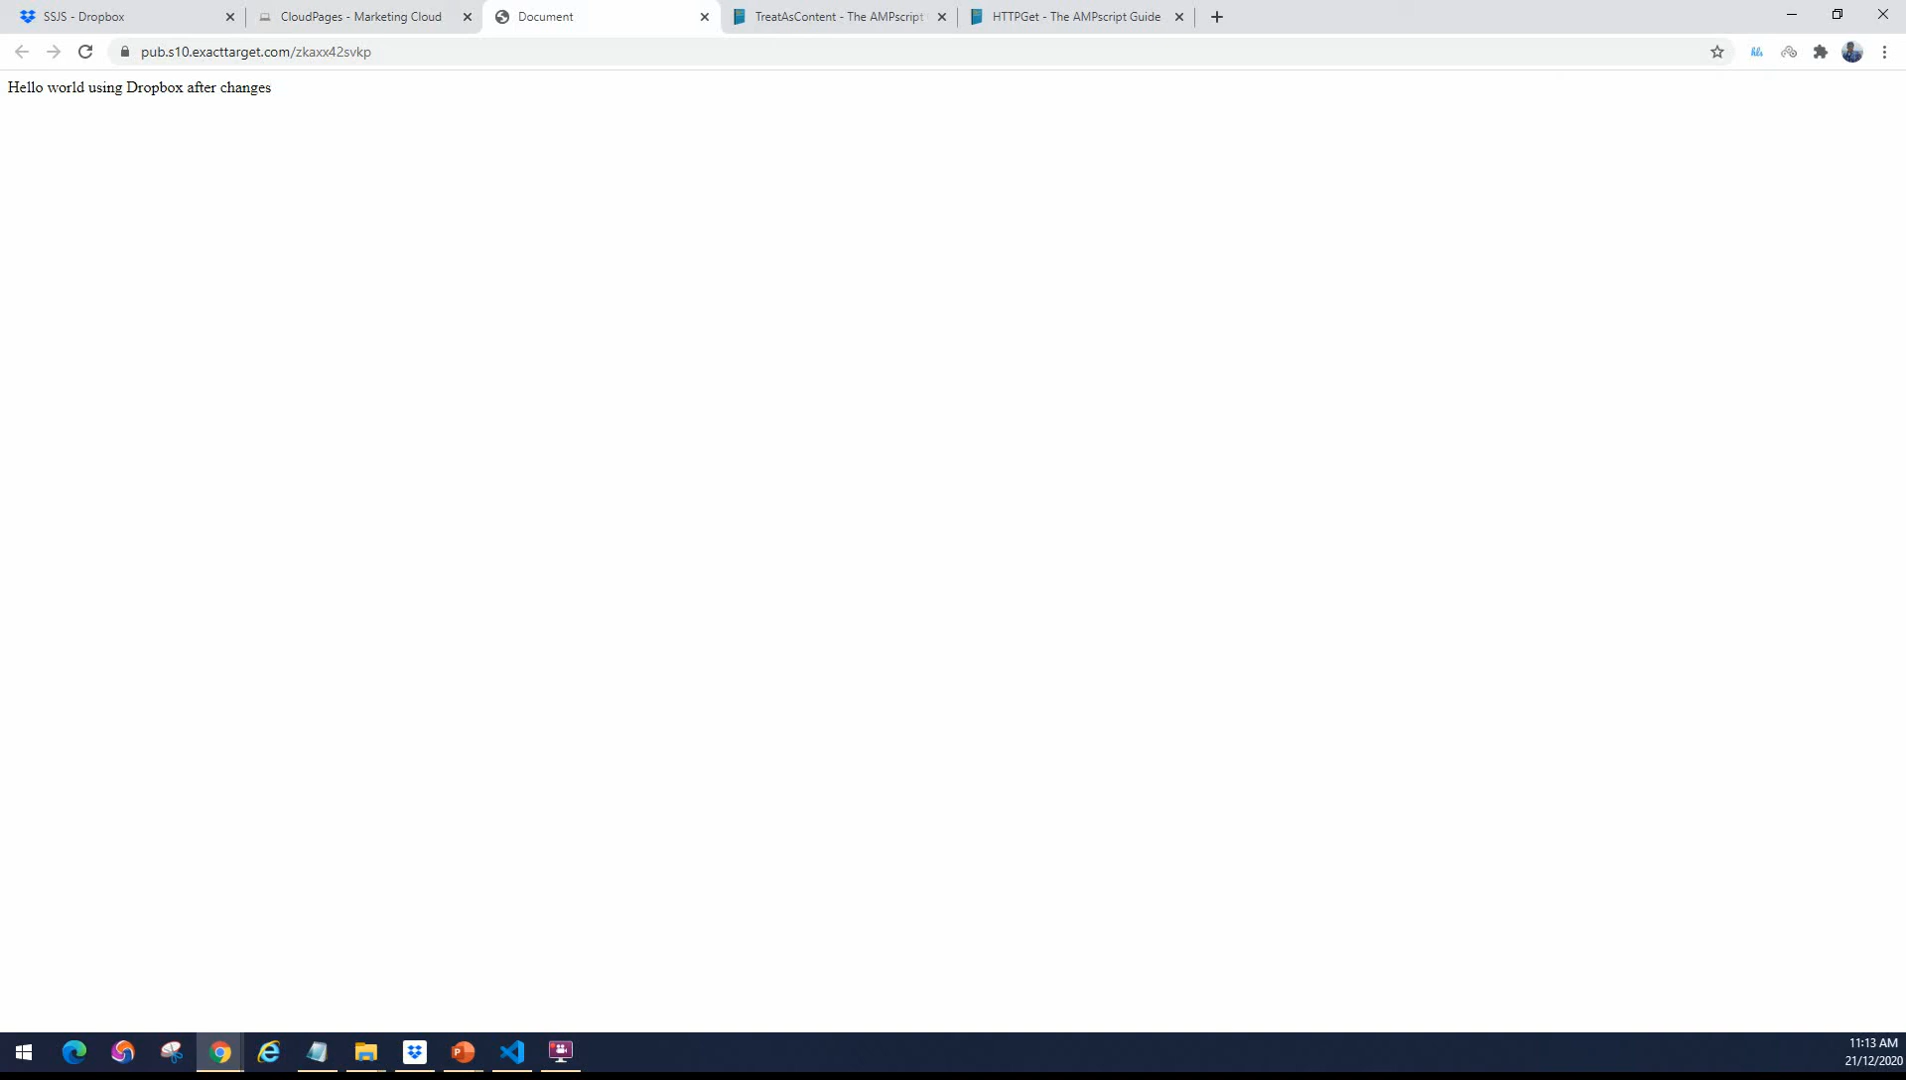 SSJS - Dropbox
CloudPages - Marketing Cloud
Document
TreatAsContent - The AMPscript
HTTPGet - The AMPscript Guide
pub.s10.exacttarget.com/zkaxx42svkp
hls
Hello world using Dropbox after changes
11:13 AM
21/12/2020